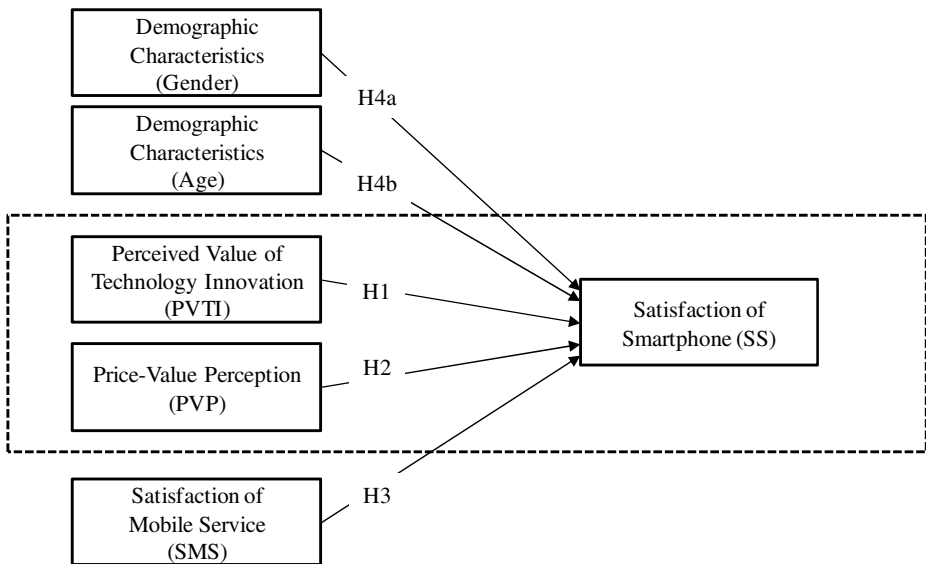 Demographic
Characteristics
(Gender)
H4a
Demographic
Characteristics
(Age)
H4b
Perceived Value of
Technology Innovation
(PVTI)
H1
Satisfaction of
Smartphone (SS)
Price-Value Perception
(PVP)
H2
Satisfaction of
Mobile Service
(SMS)
H3